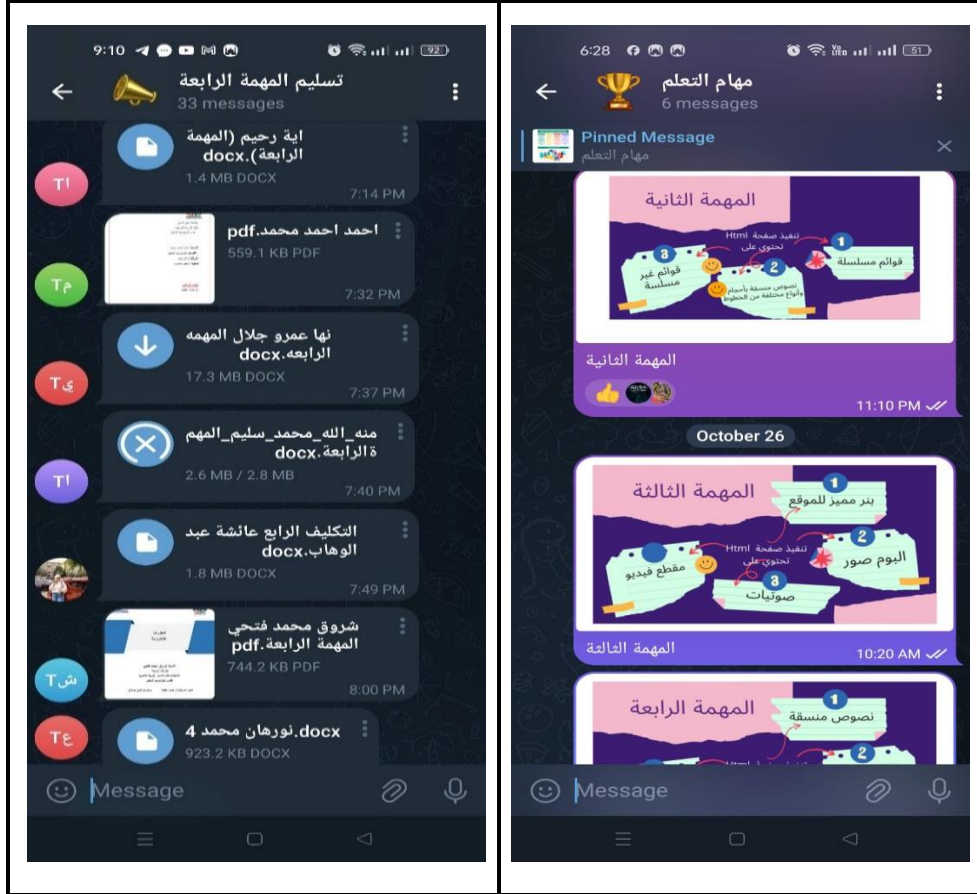 9:10
92
تسليم المهمة الرابعة
33 messages
اية رحيم (المهمة
الرابعة).docx
1.4 MB DOCX
7:14 PM
Tا
احمد احمد محمد.pdf
559.1 KB PDF
7:32 PM
Tم
نها عمرو جلال المهمه
الرابعه.docx
17.3 MB DOCX
7:37 PM
Tي
منه_الله_محمد_سليم_المهم
ة الرابعة.docx
2.6 MB / 2.8 MB
7:40 PM
Tا
التكليف الرابع عائشة عبد
الوهاب.docx
1.8 MB DOCX
7:49 PM
شروق محمد فتحي
المهمة الرابعة.pdf
744.2 KB PDF
8:00 PM
Tش
نورهان محمد 4.docx
923.2 KB DOCX
Tع
Message
6:28
51
مهام التعلم
6 messages
Pinned Message
مهام التعلم
المهمة الثانية
تنفيذ صفحة Html
تحتوي على
1
قوائم مسلسلة
2
نصوص منسقة بأحجام
وأنواع مختلفة من الخطوط
3
قوائم غير
مسلسلة
المهمة الثانية
11:10 PM
October 26
المهمة الثالثة
1
بنر مميز للموقع
تنفيذ صفحة Html
تحتوي على
2
البوم صور
3
صوتيات
مقطع فيديو
المهمة الثالثة
10:20 AM
المهمة الرابعة
1
نصوص منسقة
2
Message